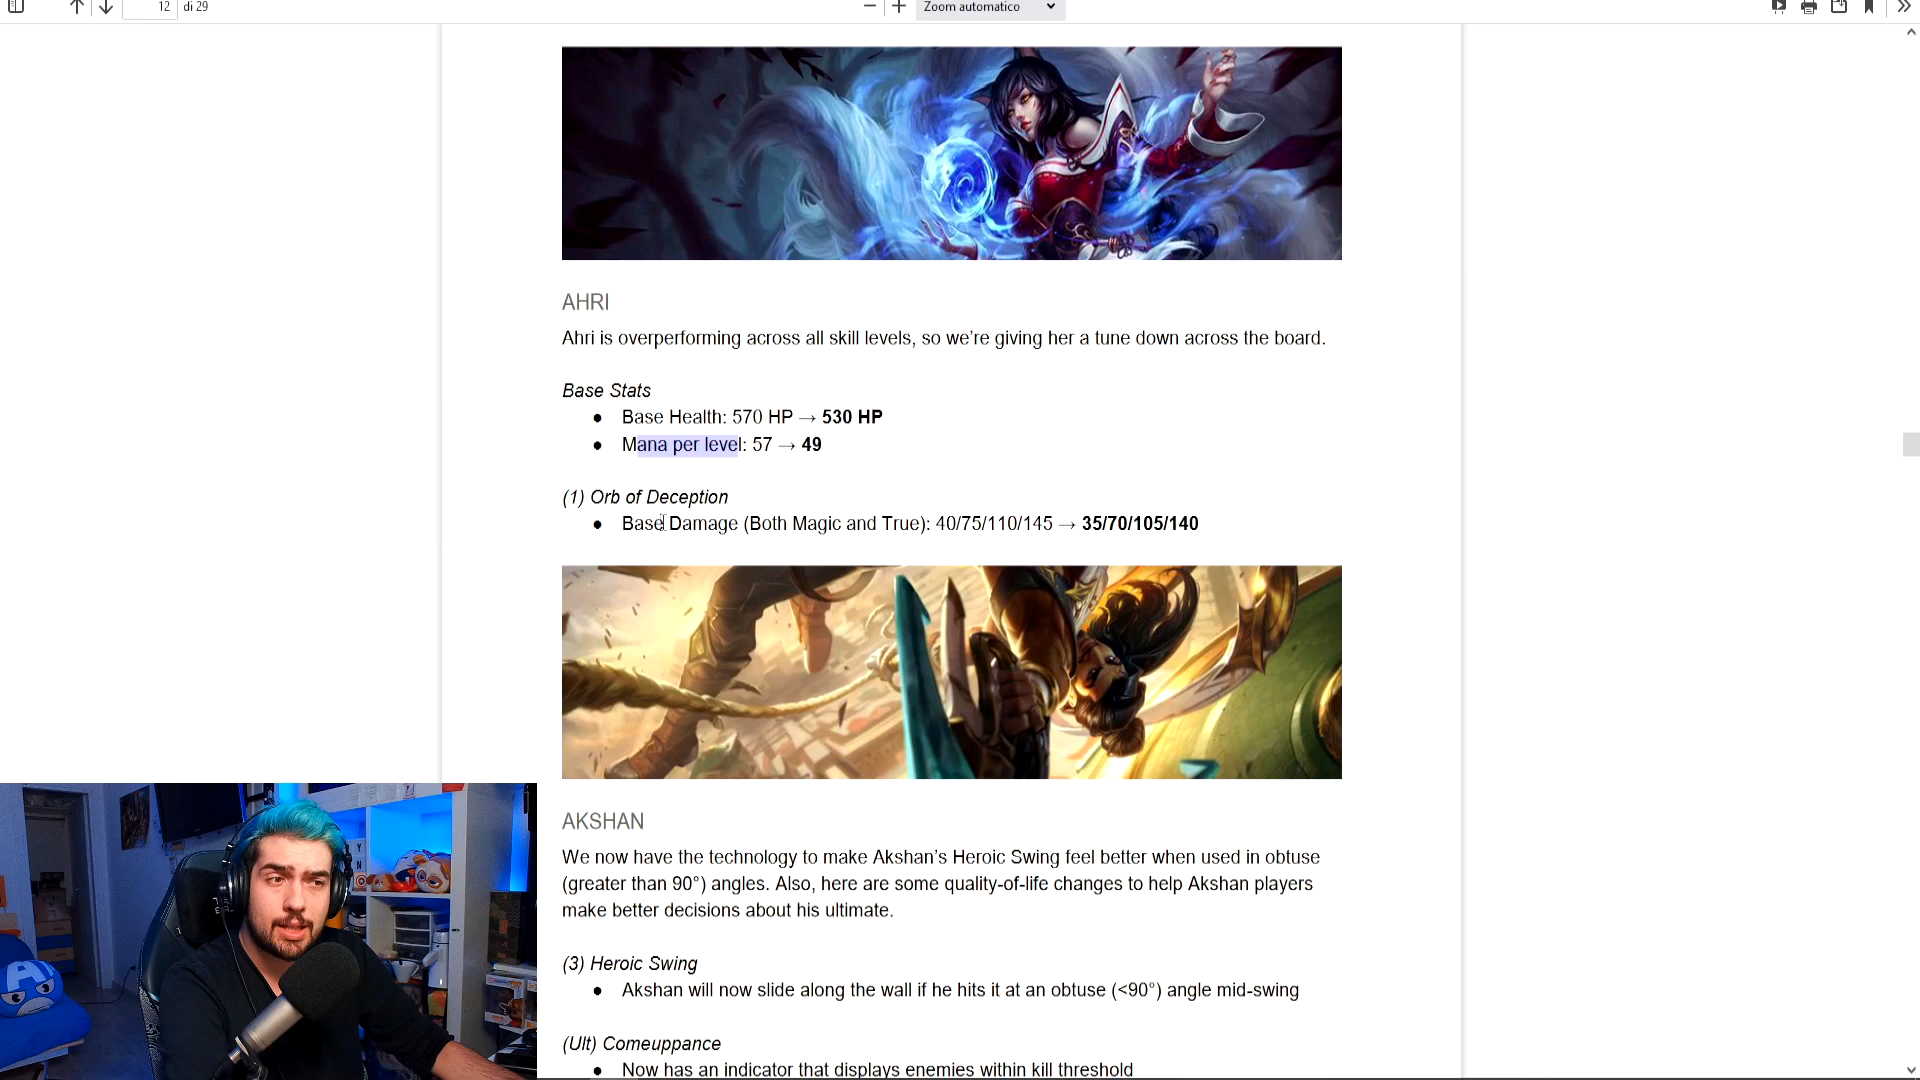 12 di 29 Zoom automatico
AHRI
Ahri is overperforming across all skill levels, so we're giving her a tune down across the board.
Base Stats
● Base Health: 570 HP → 530 HP
● Mana per level: 57 → 49
(1) Orb of Deception
● Base Damage (Both Magic and True): 40/75/110/145 → 35/70/105/140
AKSHAN
We now have the technology to make Akshan's Heroic Swing feel better when used in obtuse
(greater than 90°) angles. Also, here are some quality-of-life changes to help Akshan players
make better decisions about his ultimate.
(3) Heroic Swing
● Akshan will now slide along the wall if he hits it at an obtuse (<90°) angle mid-swing
(Ult) Comeuppance
● Now has an indicator that displays enemies within kill threshold